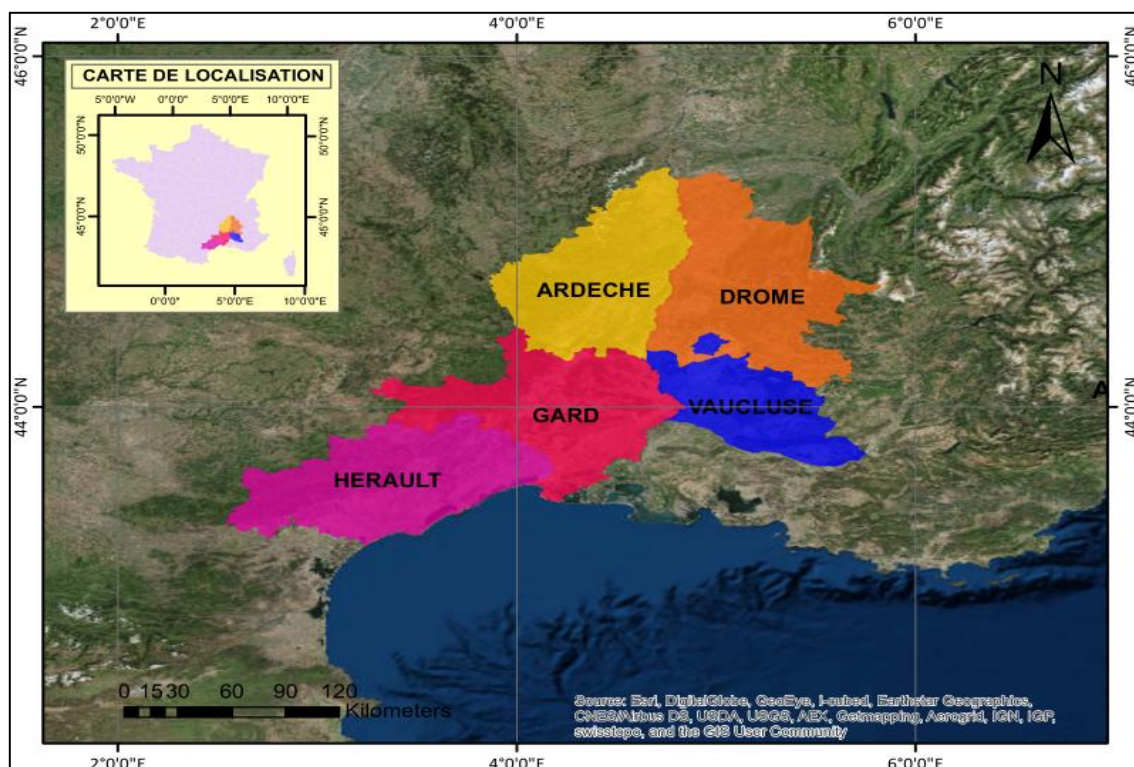 2°0'0"E 4°0'0"E 6°0'0"E
46°0'0"N 46°0'0"N
CARTE DE LOCALISATION
5°0'0"W 0°0'0" 5°0'0"E 10°0'0"E
50°0'0"N 50°0'0"N
45°0'0"N 45°0'0"N
0°0'0" 5°0'0"E 10°0'0"E
N
ARDECHE
DROME
44°0'0"N 44°0'0"N
A
GARD
VAUCLUSE
HERAULT
0 15 30 60 90 120
Kilometers
Source: Esri, DigitalGlobe, GeoEye, i-cubed, Earthstar Geographics,
CNES/Airbus DS, USDA, USGS, AEX, Getmapping, Aerogrid, IGN, IGP,
swisstopo, and the GIS User Community
2°0'0"E 4°0'0"E 6°0'0"E